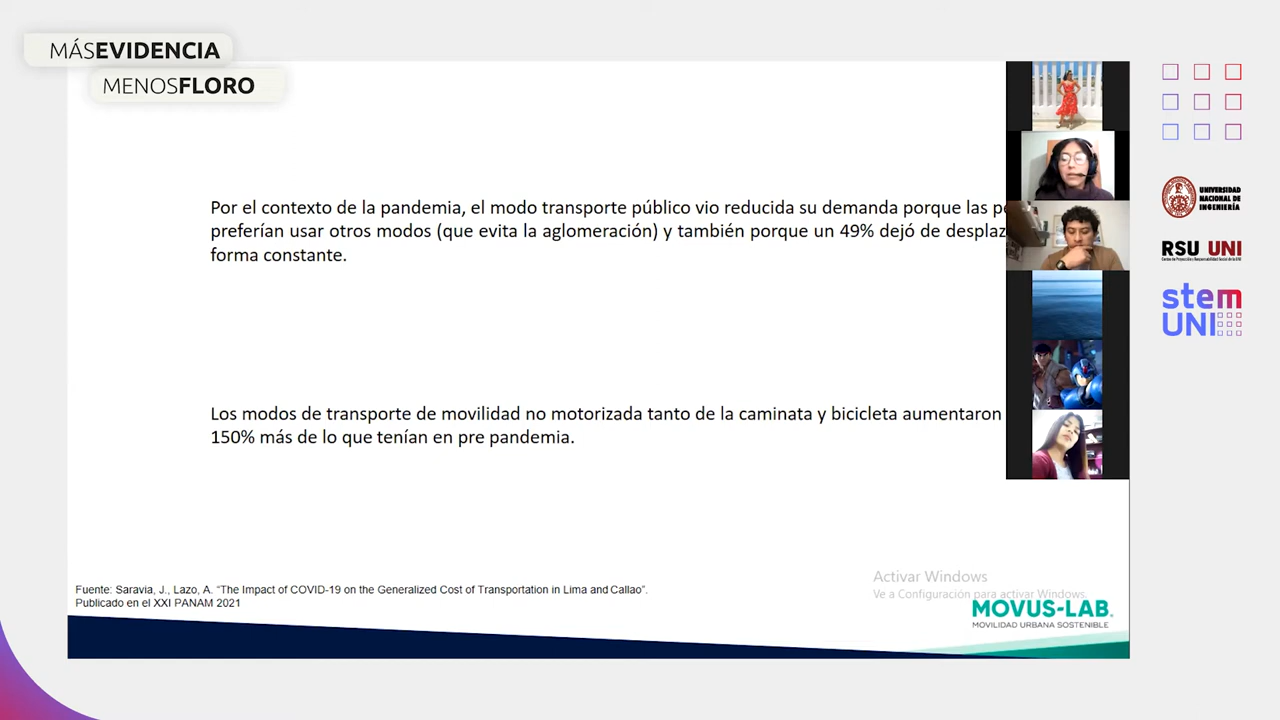 MÁSEVIDENCIA
MENOSFLORO
Por el contexto de la pandemia, el modo transporte público vio reducida su demanda porque las
preferían usar otros modos (que evita la aglomeración) y también porque un 49% dejó de
forma constante.
Los modos de transporte de movilidad no motorizada tanto de la caminata y bicicleta aumentaron
150% más de lo que tenían en pre pandemia.
Fuente: Saravia, J., Lazo, A. “The Impact of COVID-19 on the Generalized Cost of Transportation in Lima and Callao”.
Publicado en el XXI PANAM 2021
Activar Windows
Ve a Configuración para activar Windows.
MOVUS-LAB
MOVILIDAD URBANA SOSTENIBLE
UNIVERSIDAD
NACIONAL DE
INGENIERÍA
RSU UNI
stem
UNI